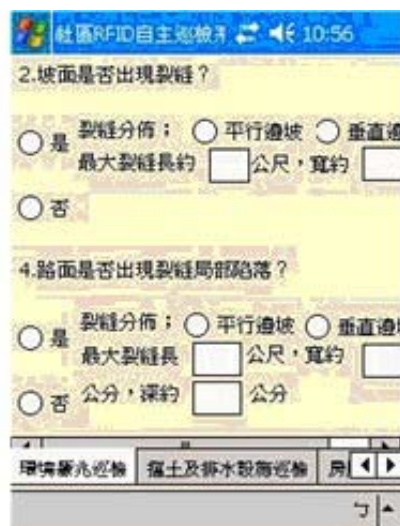 社區RFID自主巡檢 10:56
2.坡面是否出現裂縫？
是 裂縫分佈； 平行邊坡 垂直邊
最大裂縫長約 公尺，寬約
否
4.路面是否出現裂縫局部陷落？
是 裂縫分佈； 平行邊坡 垂直邊
最大裂縫長 公尺，寬約
否 公分，深約 公分
環境徵兆巡檢 擋土及排水設施巡檢 房
ㄅ